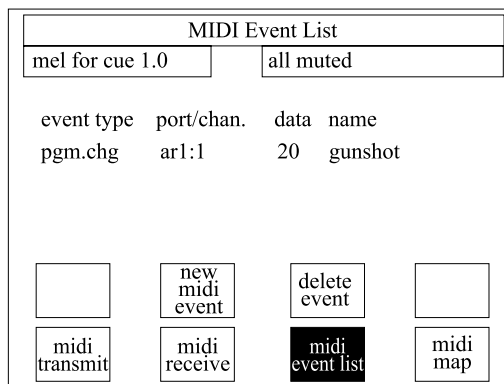 MIDI Event List
mel for cue 1.0 all muted
event type port/chan. data name
pgm.chg ar1:1 20 gunshot
new
midi
event
delete
event
midi
transmit
midi
receive
midi
event list
midi
map